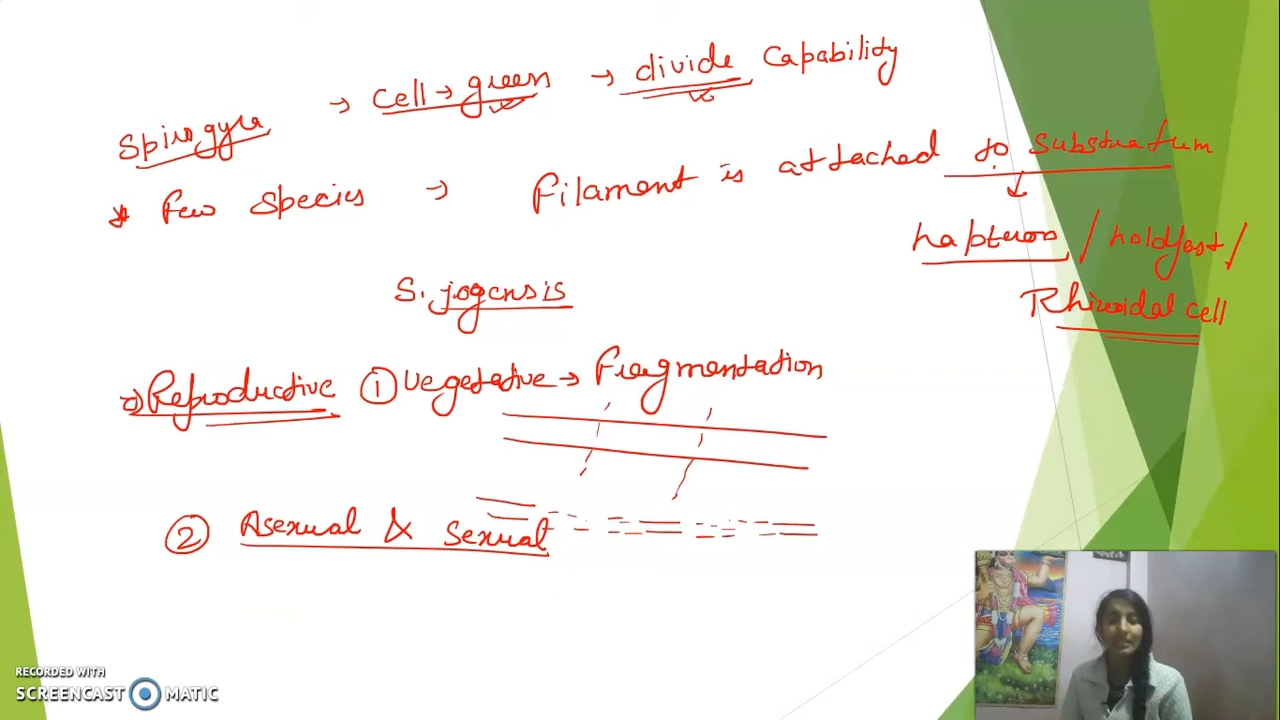 Spirogyra → Cell → green → divide Capability
* Few Species → Filament is attached to Substratum
↓
hapteron / holdfast /
Rhizoidal cell
S. jogensis
⇒ Reproductive ① Vegetative → Fragmentation
② Asexual & Sexual
RECORDED WITH
SCREENCAST MATIC